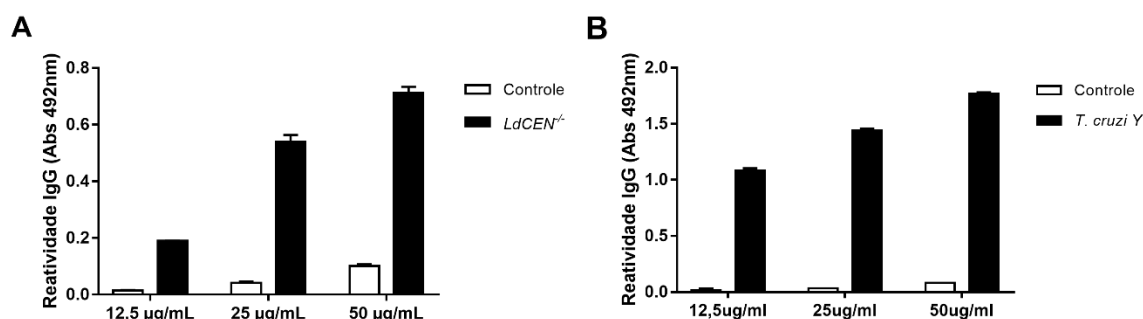 A
Reatividade IgG (Abs 492nm)
0.8
0.6
0.4
0.2
0.0
12,5 µg/mL 25 µg/mL 50 µg/mL
Controle
LdCEN-/-
B
Reatividade IgG (Abs 492nm)
2.0
1.5
1.0
0.5
0.0
12,5ug/ml 25ug/ml 50ug/ml
Controle
T. cruzi Y